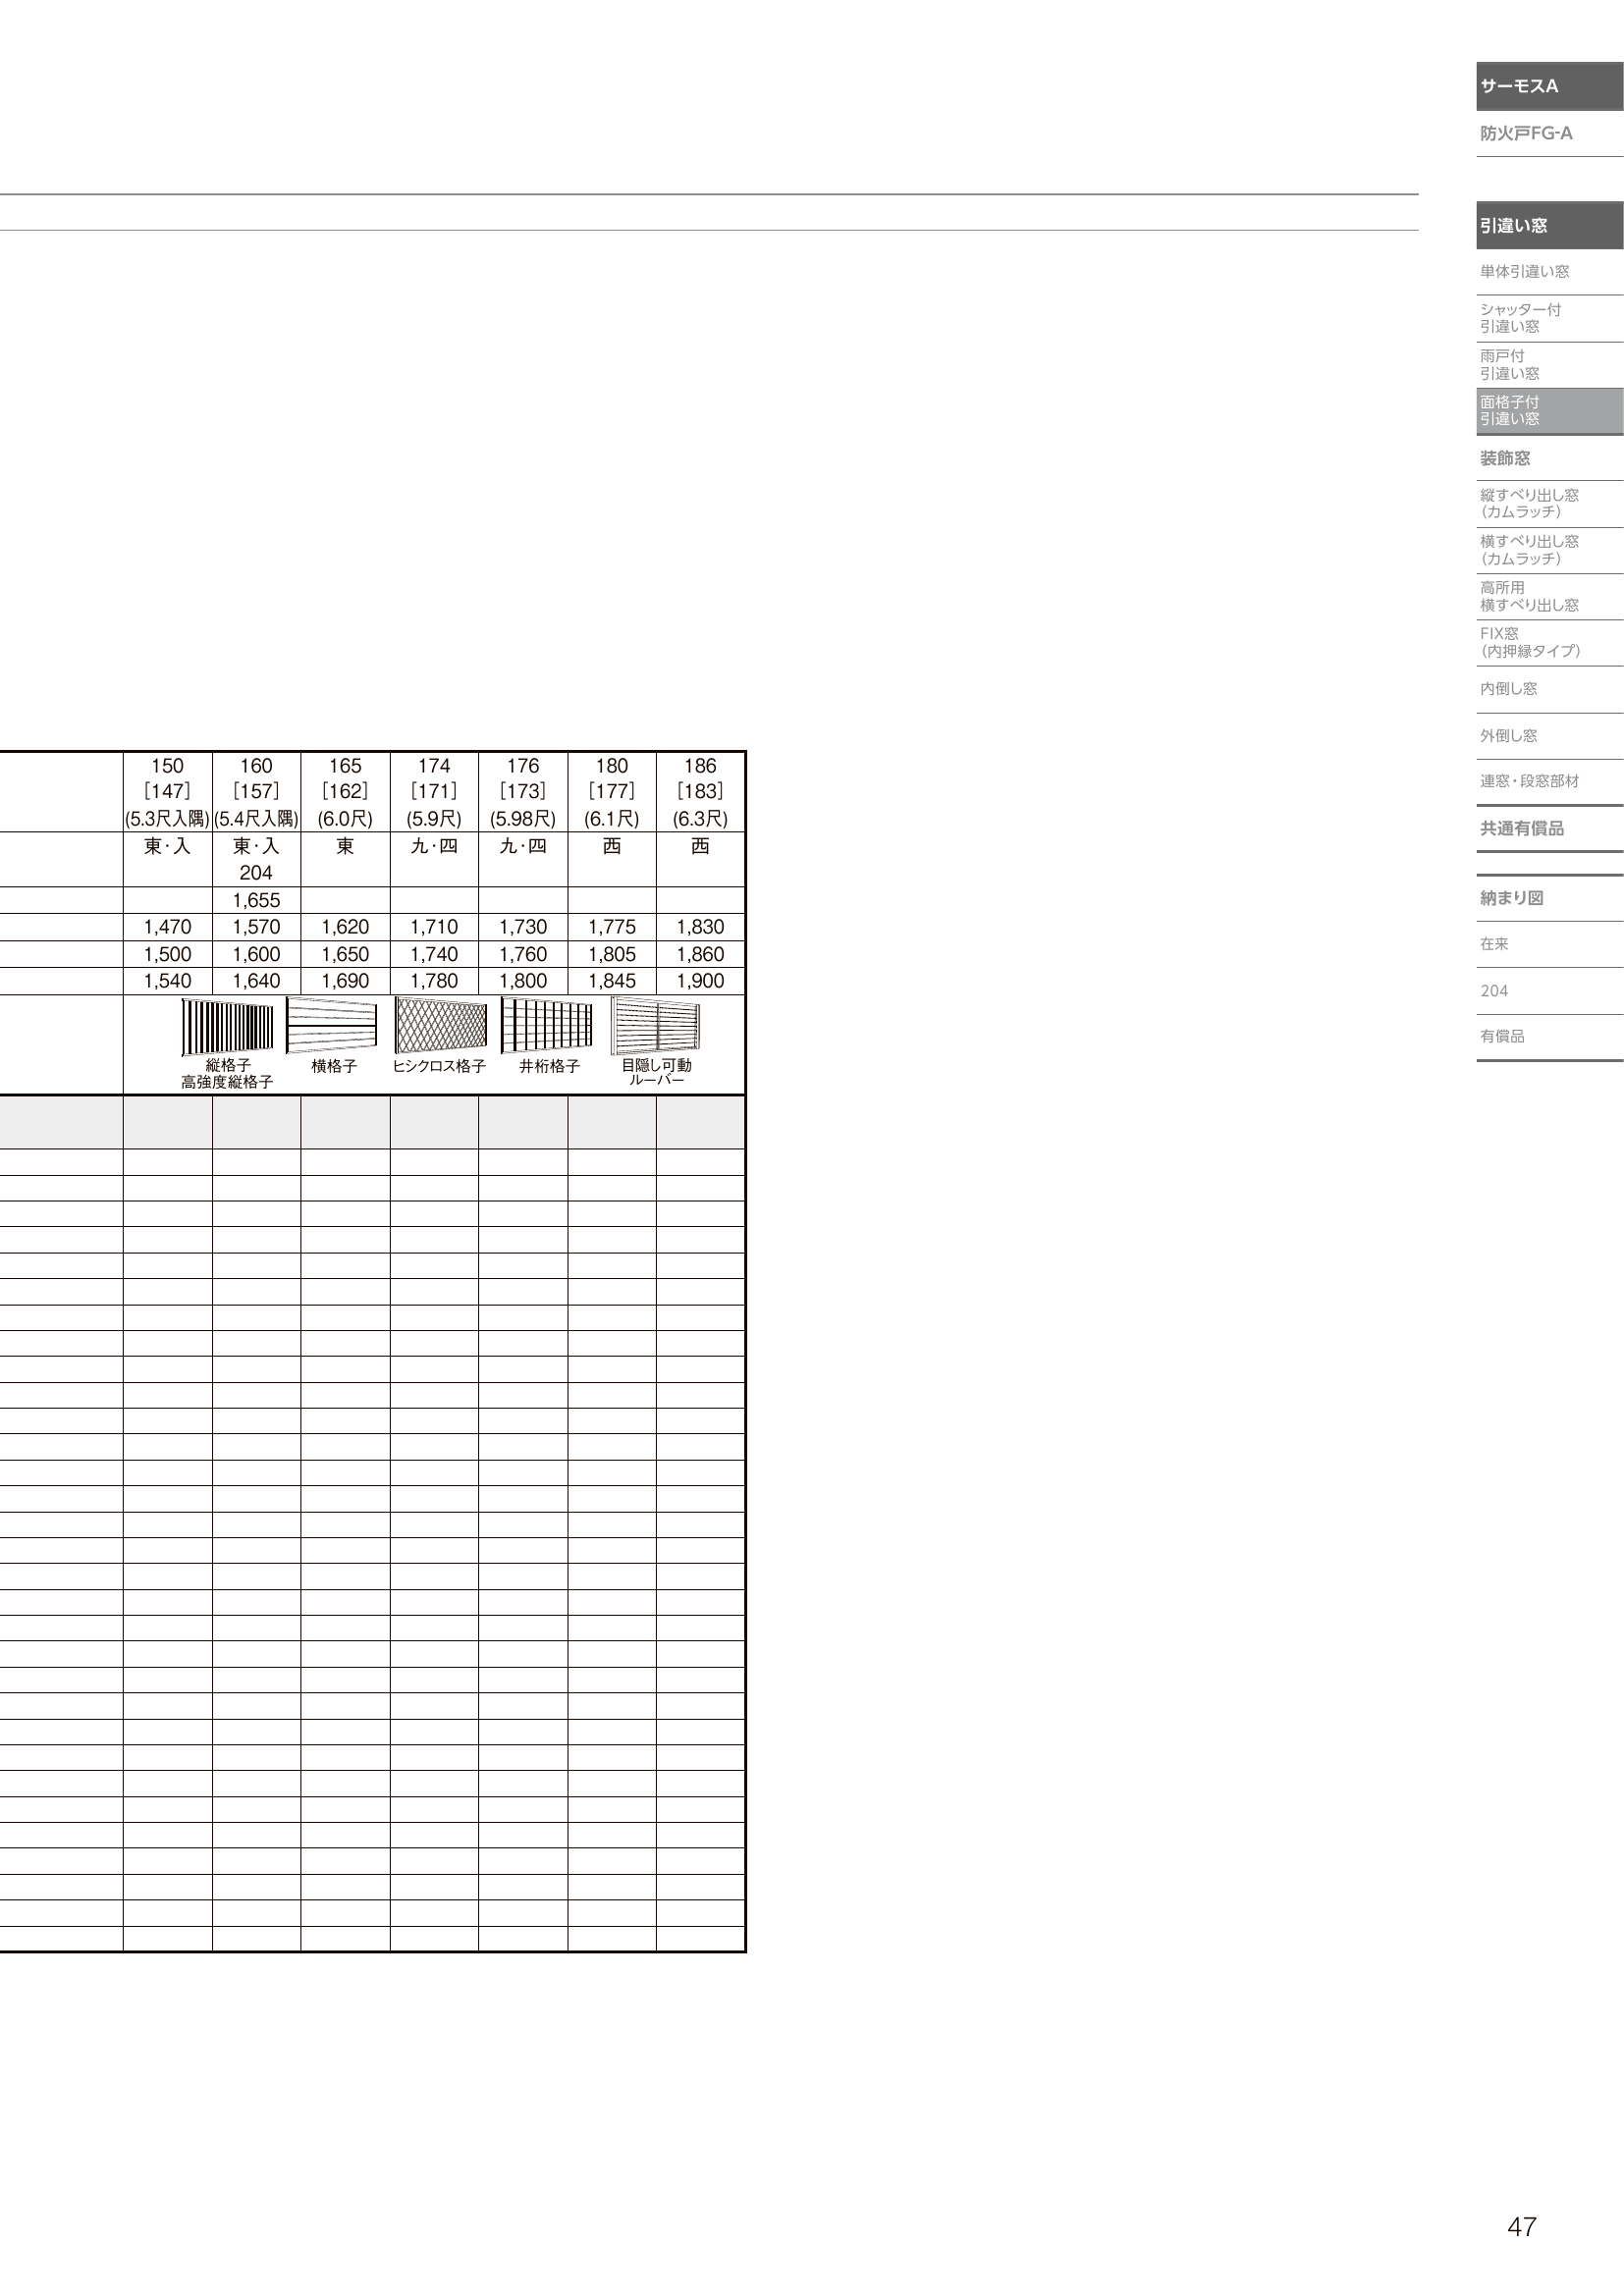 サーモスA
防火戸FG-A
引違い窓
単体引違い窓
シャッター付
引違い窓
雨戸付
引違い窓
面格子付
引違い窓
装飾窓
縦すべり出し窓
(カムラッチ)
横すべり出し窓
(カムラッチ)
高所用
横すべり出し窓
FIX窓
(内押縁タイプ)
内倒し窓
外倒し窓
連窓・段窓部材
共通有償品
納まり図
在来
204
有償品
150 160 165 174 176 180 186
[147] [157] [162] [171] [173] [177] [183]
(5.3尺入隅) (5.4尺入隅) (6.0尺) (5.9尺) (5.98尺) (6.1尺) (6.3尺)
東・入 東・入 東 九・四 九・四 西 西
204
1,655
1,470 1,570 1,620 1,710 1,730 1,775 1,830
1,500 1,600 1,650 1,740 1,760 1,805 1,860
1,540 1,640 1,690 1,780 1,800 1,845 1,900
縦格子 横格子 ヒシクロス格子 井桁格子 目隠し可動
高強度縦格子 ルーバー
47